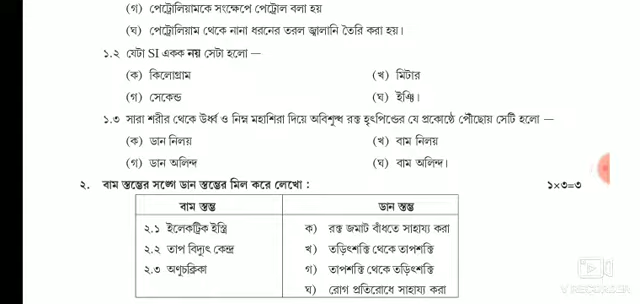 (গ) পেট্রোলিয়ামকে সংক্ষেপে পেট্রোল বলা হয়
(ঘ) পেট্রোলিয়াম থেকে নানা ধরনের তরল জ্বালানি তৈরি করা হয়।
১.২ যেটা SI একক নয় সেটা হলো —
(ক) কিলোগ্রাম (খ) মিটার
(গ) সেকেন্ড (ঘ) ইঞ্চি।
১.৩ সারা শরীর থেকে উর্ধ্ব ও নিম্ন মহাশিরা দিয়ে অবিশুদ্ধ রক্ত হৃৎপিন্ডের যে প্রকোষ্ঠে পৌঁছোয় সেটি হলো —
(ক) ডান নিলয় (খ) বাম নিলয়
(গ) ডান অলিন্দ (ঘ) বাম অলিন্দ।
২. বাম স্তম্ভের সঙ্গে ডান স্তম্ভের মিল করে লেখো : ১×৩=৩
বাম স্তম্ভ ডান স্তম্ভ
২.১ ইলেকট্রিক ইস্ত্রি ক) রক্ত জমাট বাঁধতে সাহায্য করা
২.২ তাপ বিদ্যুৎ কেন্দ্র খ) তড়িৎশক্তি থেকে তাপশক্তি
২.৩ অণুচক্রিকা গ) তাপশক্তি থেকে তড়িৎশক্তি
ঘ) রোগ প্রতিরোধে সাহায্য করা
V RECORDER